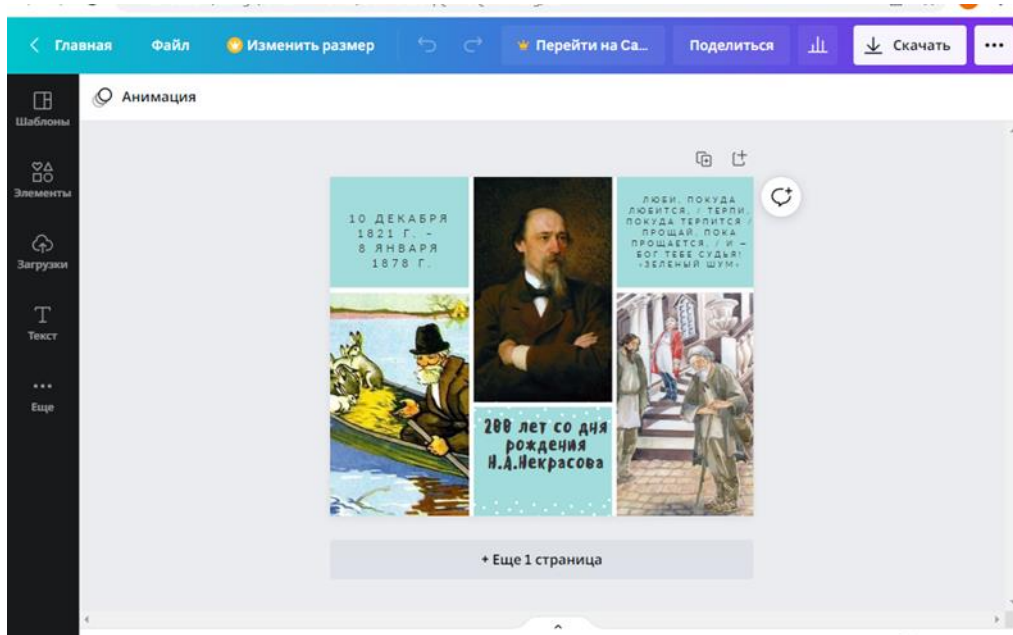 Главная Файл Изменить размер Перейти на Ca... Поделиться Скачать
Анимация
Шаблоны
Элементы
Загрузки
Текст
Еще
10 ДЕКАБРЯ
1821 Г. –
8 ЯНВАРЯ
1878 Г.
ЛЮБИ, ПОКУДА
ЛЮБИТСЯ, / ТЕРПИ,
ПОКУДА ТЕРПИТСЯ /
ПРОЩАЙ, ПОКА
ПРОЩАЕТСЯ, / И –
БОГ ТЕБЕ СУДЬЯ!
«ЗЕЛЕНЫЙ ШУМ»
200 лет со дня
рождения
Н.А.Некрасова
+ Еще 1 страница